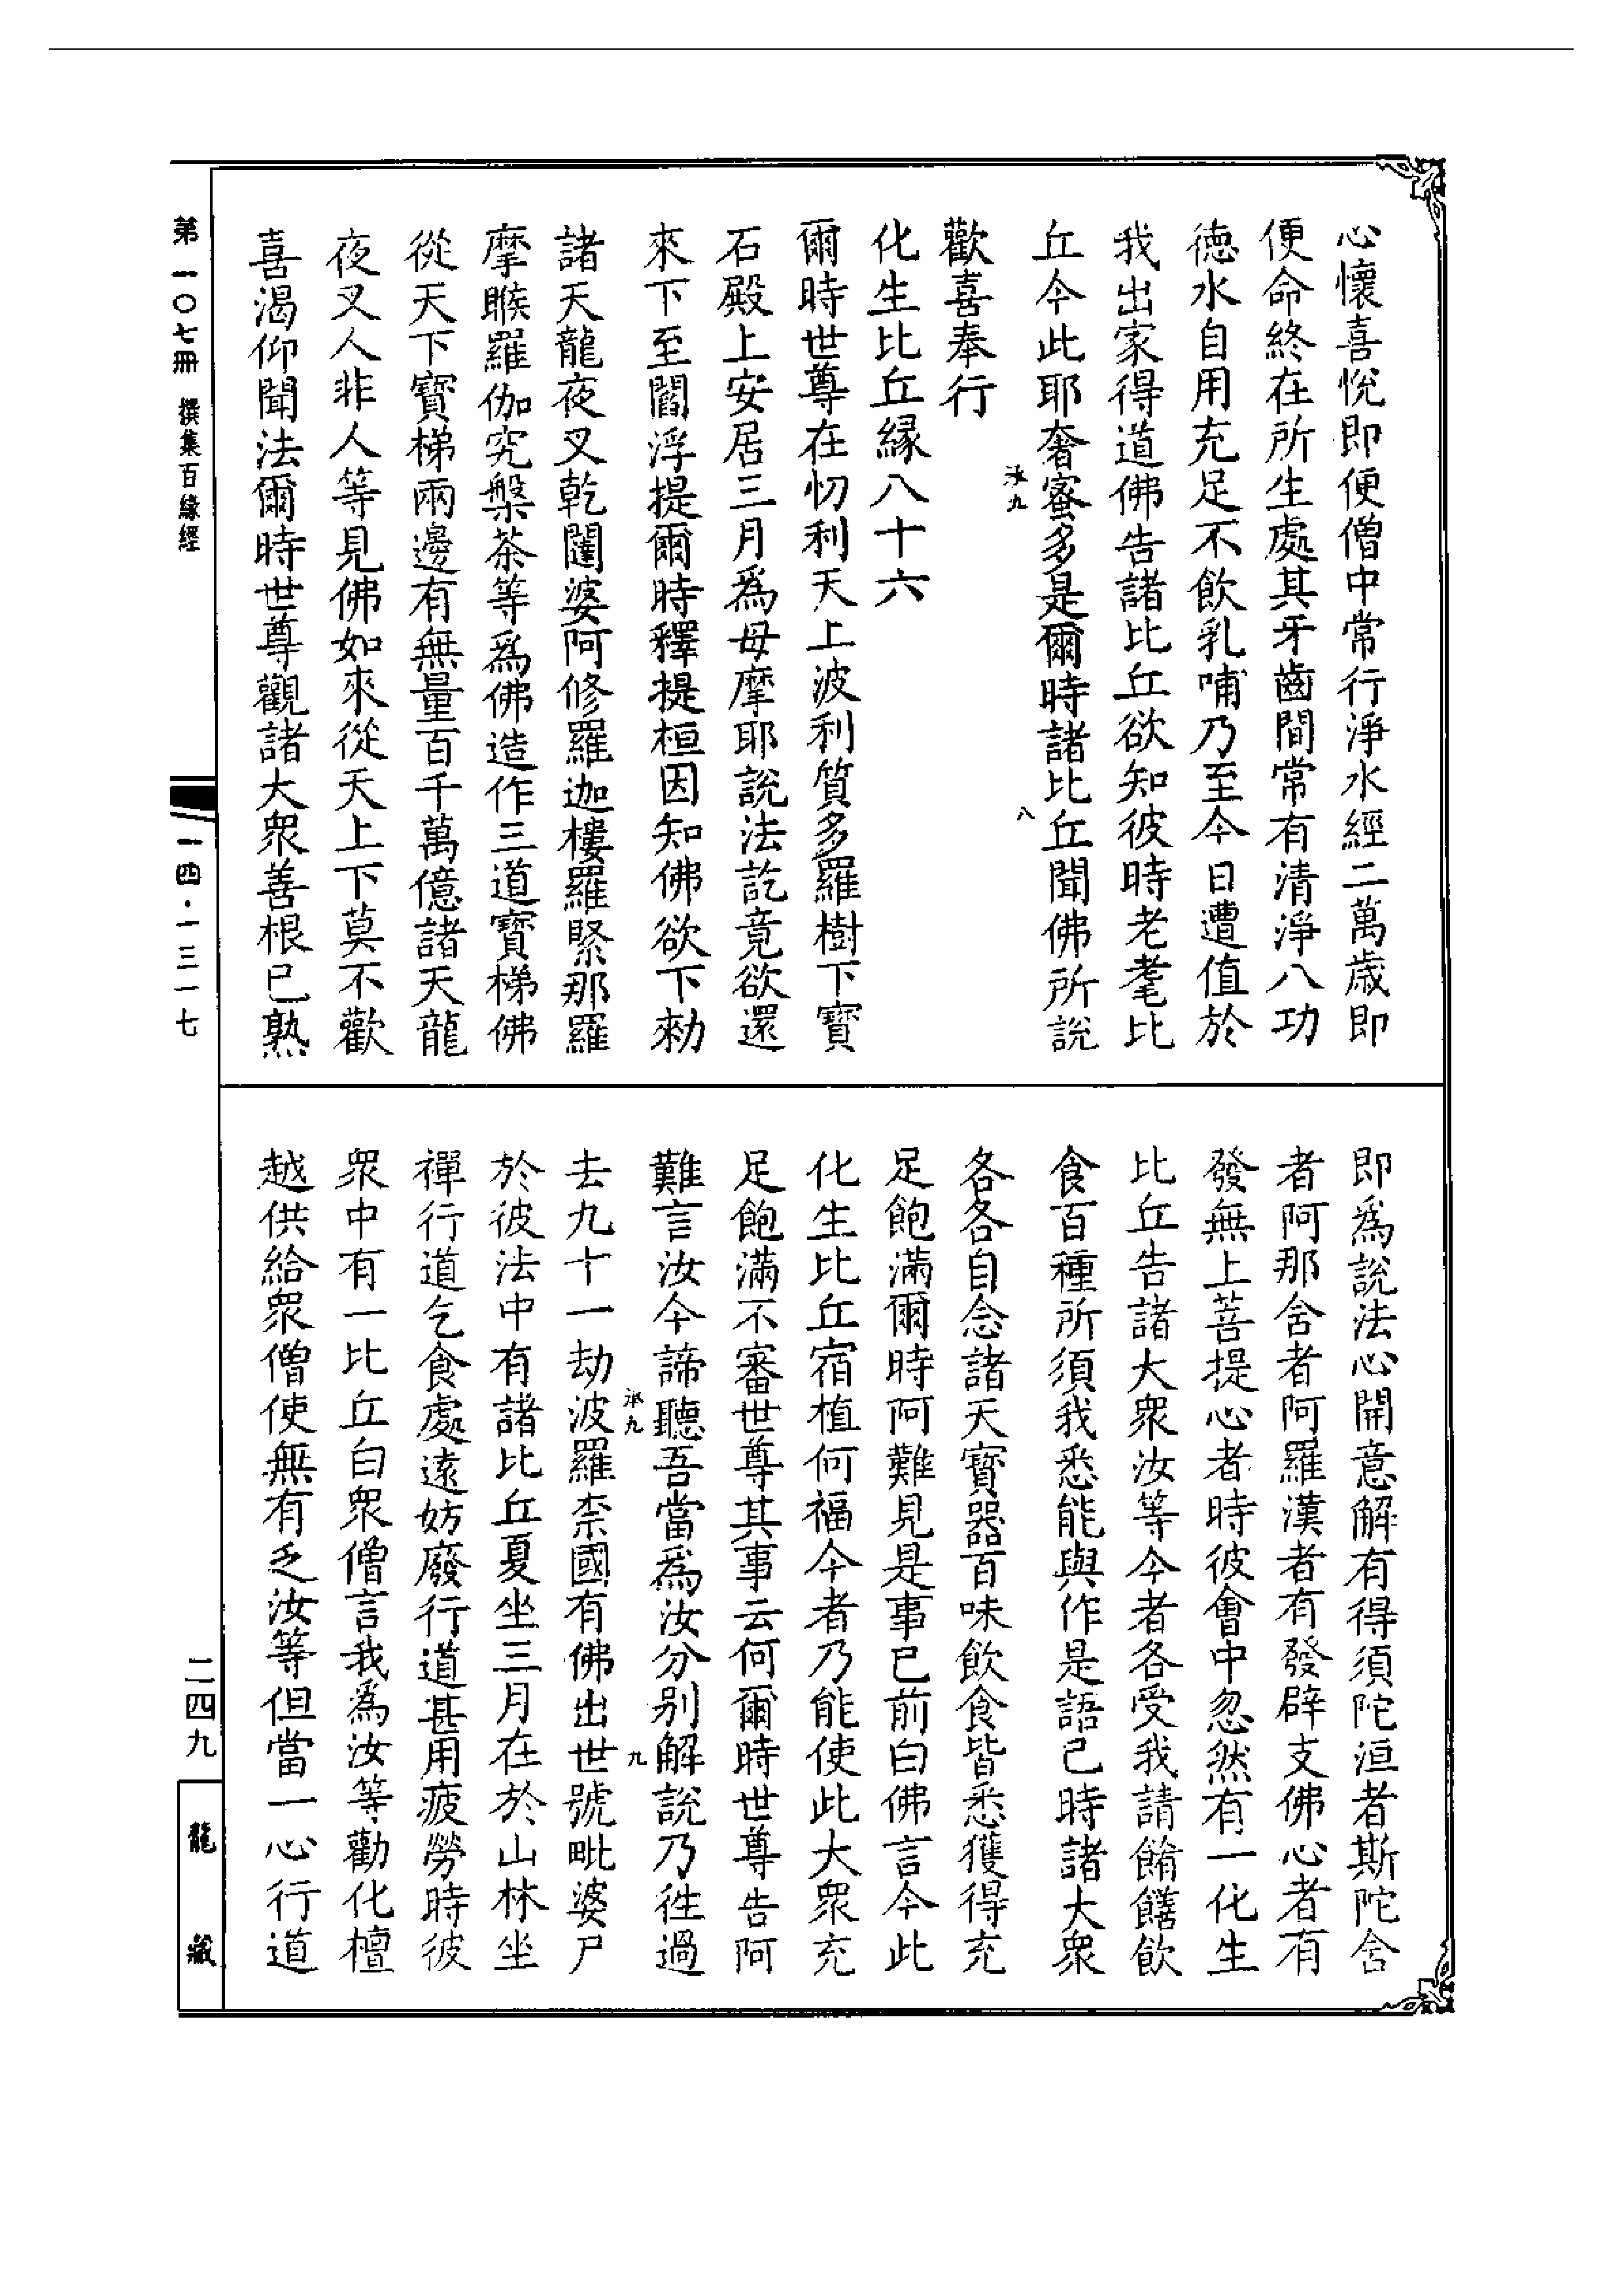 心懷喜悅即便僧中常行淨水經二萬歲即
便命終在所生處其牙齒間常有清淨八功
德水自用充足不飲乳哺乃至今日遭值於
我出家得道佛告諸比丘欲知彼時老耄比
丘今此耶奢蜜多是爾時諸比丘聞佛所說
承九
八
歡喜奉行
化生比丘緣八十六
爾時世尊在忉利天上波利質多羅樹下寶
石殿上安居三月為母摩耶說法訖竟欲還
來下至閻浮提爾時釋提桓因知佛欲下勑
諸天龍夜叉乾闥婆阿修羅迦樓羅緊那羅
摩睺羅伽究槃茶等為佛造作三道寶梯佛
從天下寶梯兩邊有無量百千萬億諸天龍
夜叉人非人等見佛如來從天上下莫不歡
喜渴仰聞法爾時世尊觀諸大衆善根已熟
即為說法心開意解有得須陀洹者斯陀含
者阿那含者阿羅漢者有發辟支佛心者有
發無上菩提心者時彼會中忽然有一化生
比丘告諸大衆汝等今者各受我請餚饍飲
食百種所須我悉能與作是語已時諸大衆
各各自念諸天寶器百味飲食皆悉獲得充
足飽滿爾時阿難見是事已前白佛言今此
化生比丘宿植何福今者乃能使此大衆充
足飽滿不審世尊其事云何爾時世尊告阿
難言汝今諦聽吾當為汝分別解說乃往過
承九
九
去九十一劫波羅柰國有佛出世號毗婆尸
於彼法中有諸比丘夏坐三月在於山林坐
禪行道乞食處遠妨廢行道甚用疲勞時彼
衆中有一比丘白衆僧言我為汝等勸化檀
越供給衆僧使無有乏汝等但當一心行道
第一〇七冊 撰集百緣經
一四·一三一七
二四九
龍藏